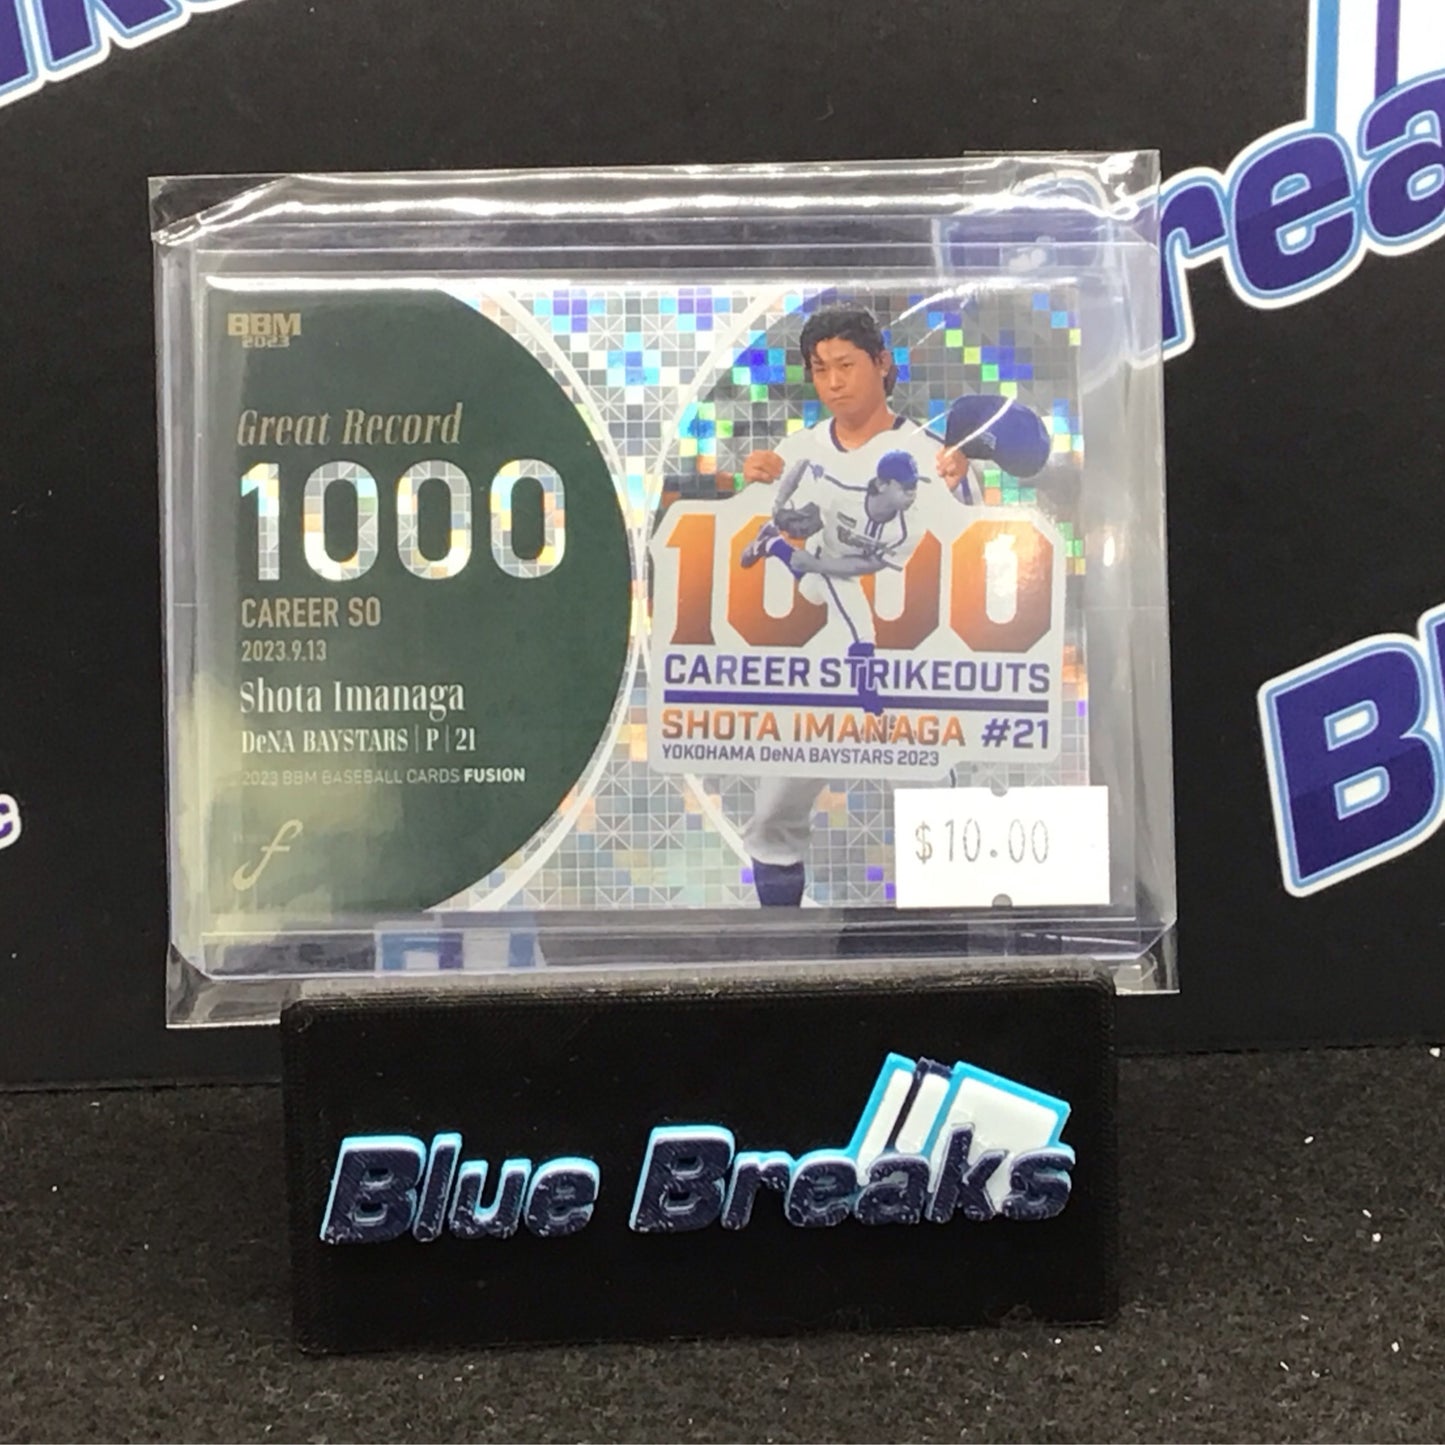 rea
B
BBM
2023
Great Record
1000
CAREER SO
2023.9.13
Shota Imanaga
DeNA BAYSTARS | P | 21
2023 BBM BASEBALL CARDS FUSION
f
1000
CAREER STRIKEOUTS
SHOTA IMANAGA #21
YOKOHAMA DeNA BAYSTARS 2023
$10.00
Blue Breaks